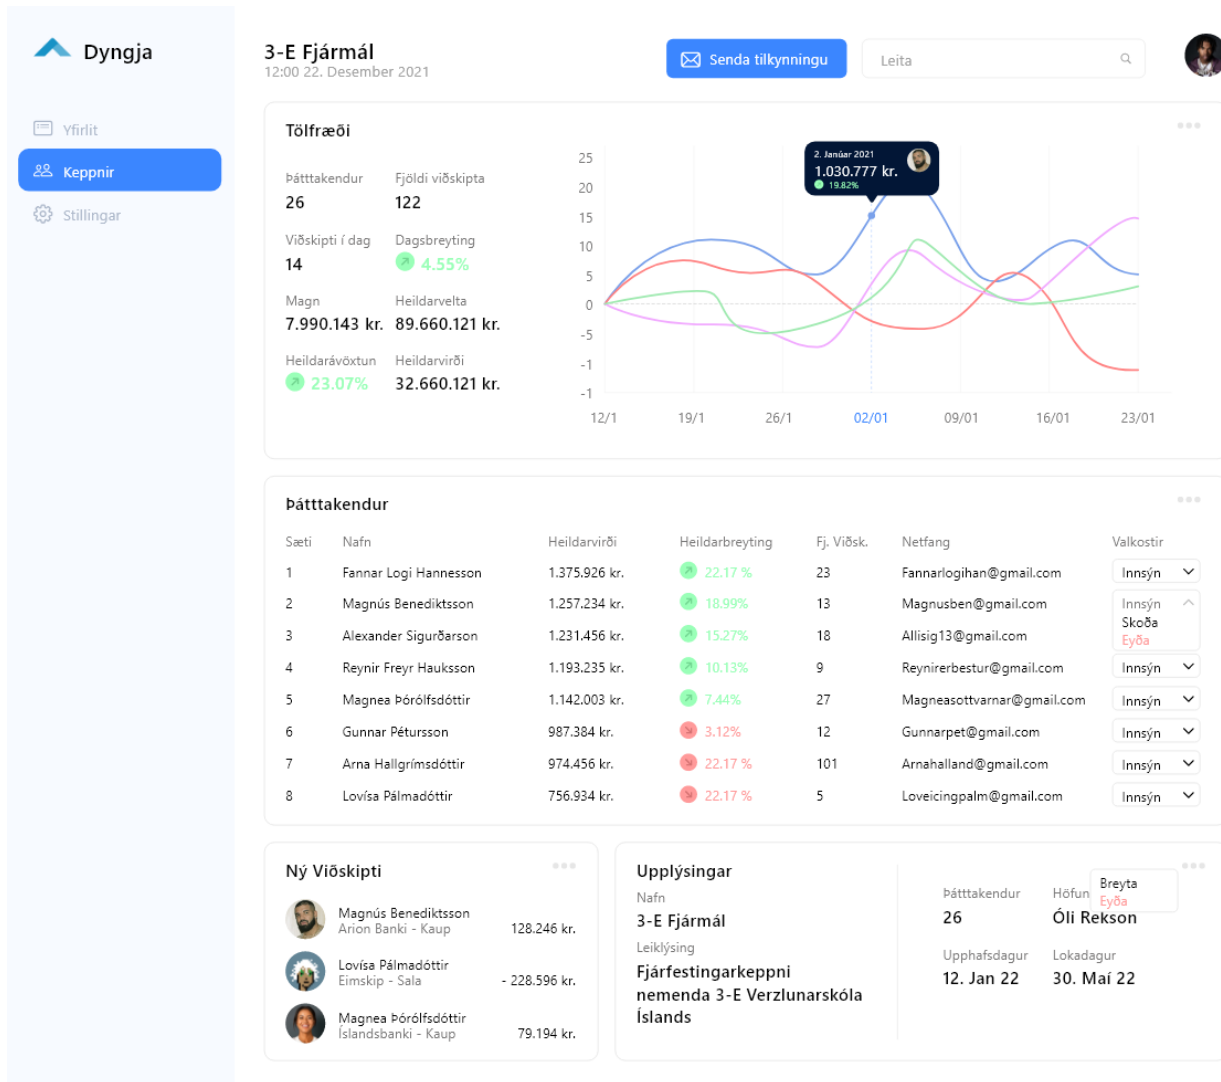 Dyngja
Yfirlit
Keppnir
Stillingar
3-E Fjármál
12:00 22. Desember 2021
Senda tilkynningu
Leita
Tölfræði
Þátttakendur Fjöldi viðskipta
26 122
Viðskipti í dag Dagsbreyting
14 4.55%
Magn Heildarvelta
7.990.143 kr. 89.660.121 kr.
Heildarávöxtun Heildarvirði
23.07% 32.660.121 kr.
2. Janúar 2021
1.030.777 kr.
19.82%
25
20
15
10
5
0
-5
-1
-1
12/1 19/1 26/1 02/01 09/01 16/01 23/01
Þátttakendur
Sæti Nafn Heildarvirði Heildarbreyting Fj. Viðsk. Netfang Valkostir
1 Fannar Logi Hannesson 1.375.926 kr. 22.17 % 23 Fannarlogihan@gmail.com Innsýn
2 Magnús Benediktsson 1.257.234 kr. 18.99% 13 Magnusben@gmail.com Innsýn
Skoða
3 Alexander Sigurðarson 1.231.456 kr. 15.27% 18 Allisig13@gmail.com Eyða
4 Reynir Freyr Hauksson 1.193.235 kr. 10.13% 9 Reynirerbestur@gmail.com Innsýn
5 Magnea Þórólfsdóttir 1.142.003 kr. 7.44% 27 Magneasottvarnar@gmail.com Innsýn
6 Gunnar Pétursson 987.384 kr. 3.12% 12 Gunnarpet@gmail.com Innsýn
7 Arna Hallgrímsdóttir 974.456 kr. 22.17 % 101 Arnahalland@gmail.com Innsýn
8 Lovísa Pálmadóttir 756.934 kr. 22.17 % 5 Loveicingpalm@gmail.com Innsýn
Ný Viðskipti
Magnús Benediktsson
Arion Banki - Kaup 128.246 kr.
Lovísa Pálmadóttir
Eimskip - Sala - 228.596 kr.
Magnea Þórólfsdóttir
Íslandsbanki - Kaup 79.194 kr.
Upplýsingar
Nafn
3-E Fjármál
Leiklýsing
Fjárfestingarkeppni
nemenda 3-E Verzlunarskóla
Íslands
Þátttakendur Höfun
26 Óli Rekson
Breyta
Eyða
Upphafsdagur Lokadagur
12. Jan 22 30. Maí 22